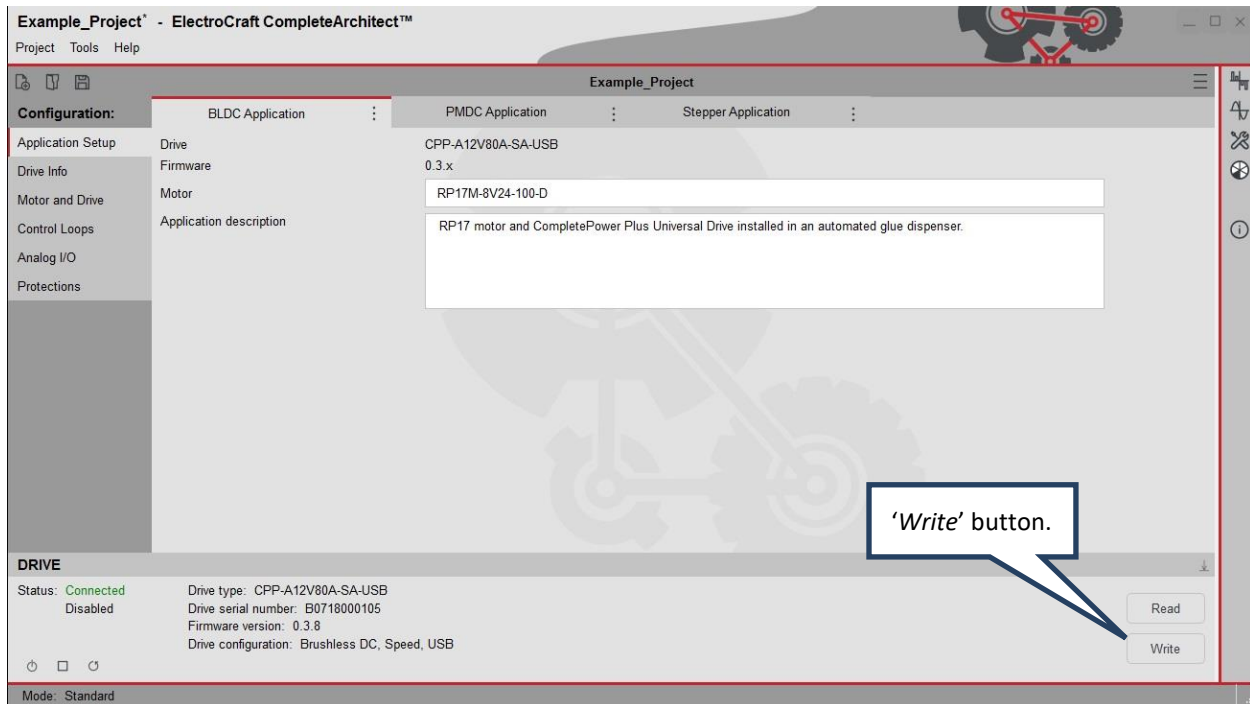 Example_Project* - ElectroCraft CompleteArchitect™
Project Tools Help
Example_Project
Configuration:
BLDC Application
PMDC Application
Stepper Application
Application Setup
Drive Info
Motor and Drive
Control Loops
Analog I/O
Protections
Drive CPP-A12V80A-SA-USB
Firmware 0.3.x
Motor RP17M-8V24-100-D
Application description RP17 motor and CompletePower Plus Universal Drive installed in an automated glue dispenser.
'Write' button.
DRIVE
Status: Connected
Disabled
Drive type: CPP-A12V80A-SA-USB
Drive serial number: B0718000105
Firmware version: 0.3.8
Drive configuration: Brushless DC, Speed, USB
Read
Write
Mode: Standard